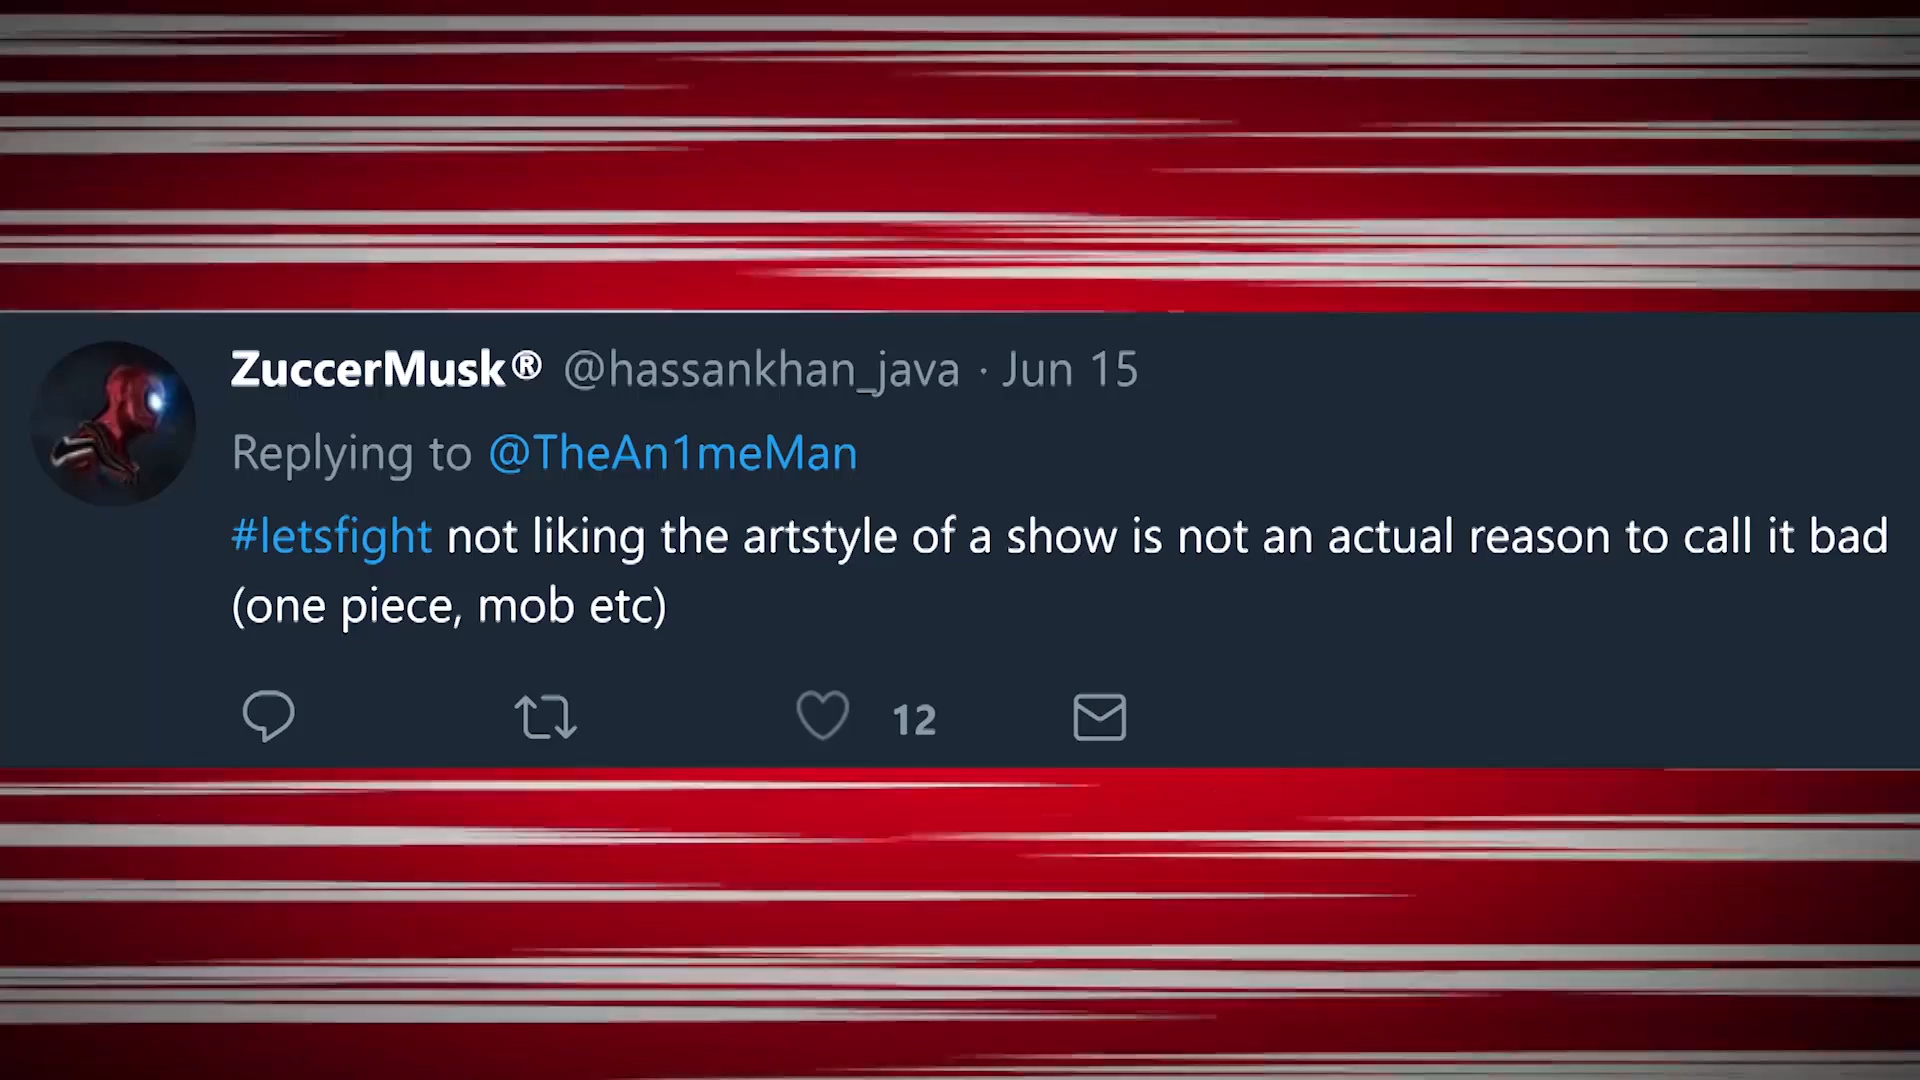 ZuccerMusk® @hassankhan_java · Jun 15
Replying to @TheAn1meMan
#letsfight not liking the artstyle of a show is not an actual reason to call it bad
(one piece, mob etc)
12